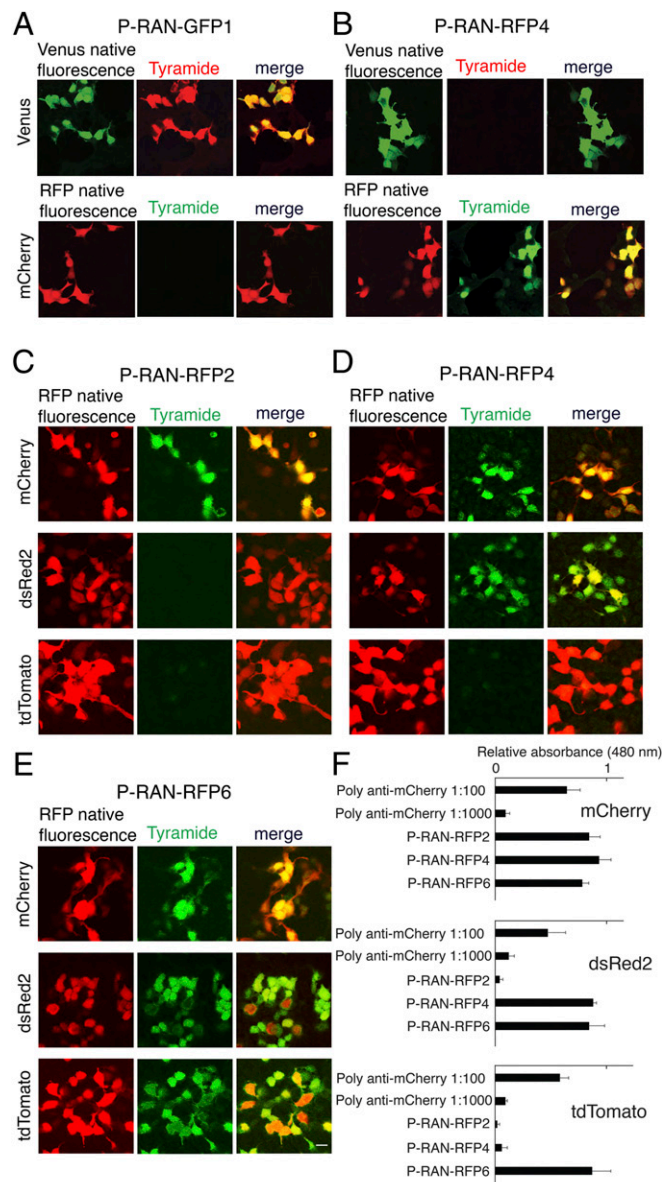 A
P-RAN-GFP1
Venus native fluorescence
Tyramide
merge
Venus
RFP native fluorescence
Tyramide
merge
mCherry
B
P-RAN-RFP4
Venus native fluorescence
Tyramide
merge
RFP native fluorescence
Tyramide
merge
C
P-RAN-RFP2
RFP native fluorescence
Tyramide
merge
mCherry
dsRed2
tdTomato
D
P-RAN-RFP4
RFP native fluorescence
Tyramide
merge
E
P-RAN-RFP6
RFP native fluorescence
Tyramide
merge
mCherry
dsRed2
tdTomato
F
Relative absorbance (480 nm)
0 1
Poly anti-mCherry 1:100
Poly anti-mCherry 1:1000
P-RAN-RFP2
P-RAN-RFP4
P-RAN-RFP6
mCherry
Poly anti-mCherry 1:100
Poly anti-mCherry 1:1000
P-RAN-RFP2
P-RAN-RFP4
P-RAN-RFP6
dsRed2
Poly anti-mCherry 1:100
Poly anti-mCherry 1:1000
P-RAN-RFP2
P-RAN-RFP4
P-RAN-RFP6
tdTomato